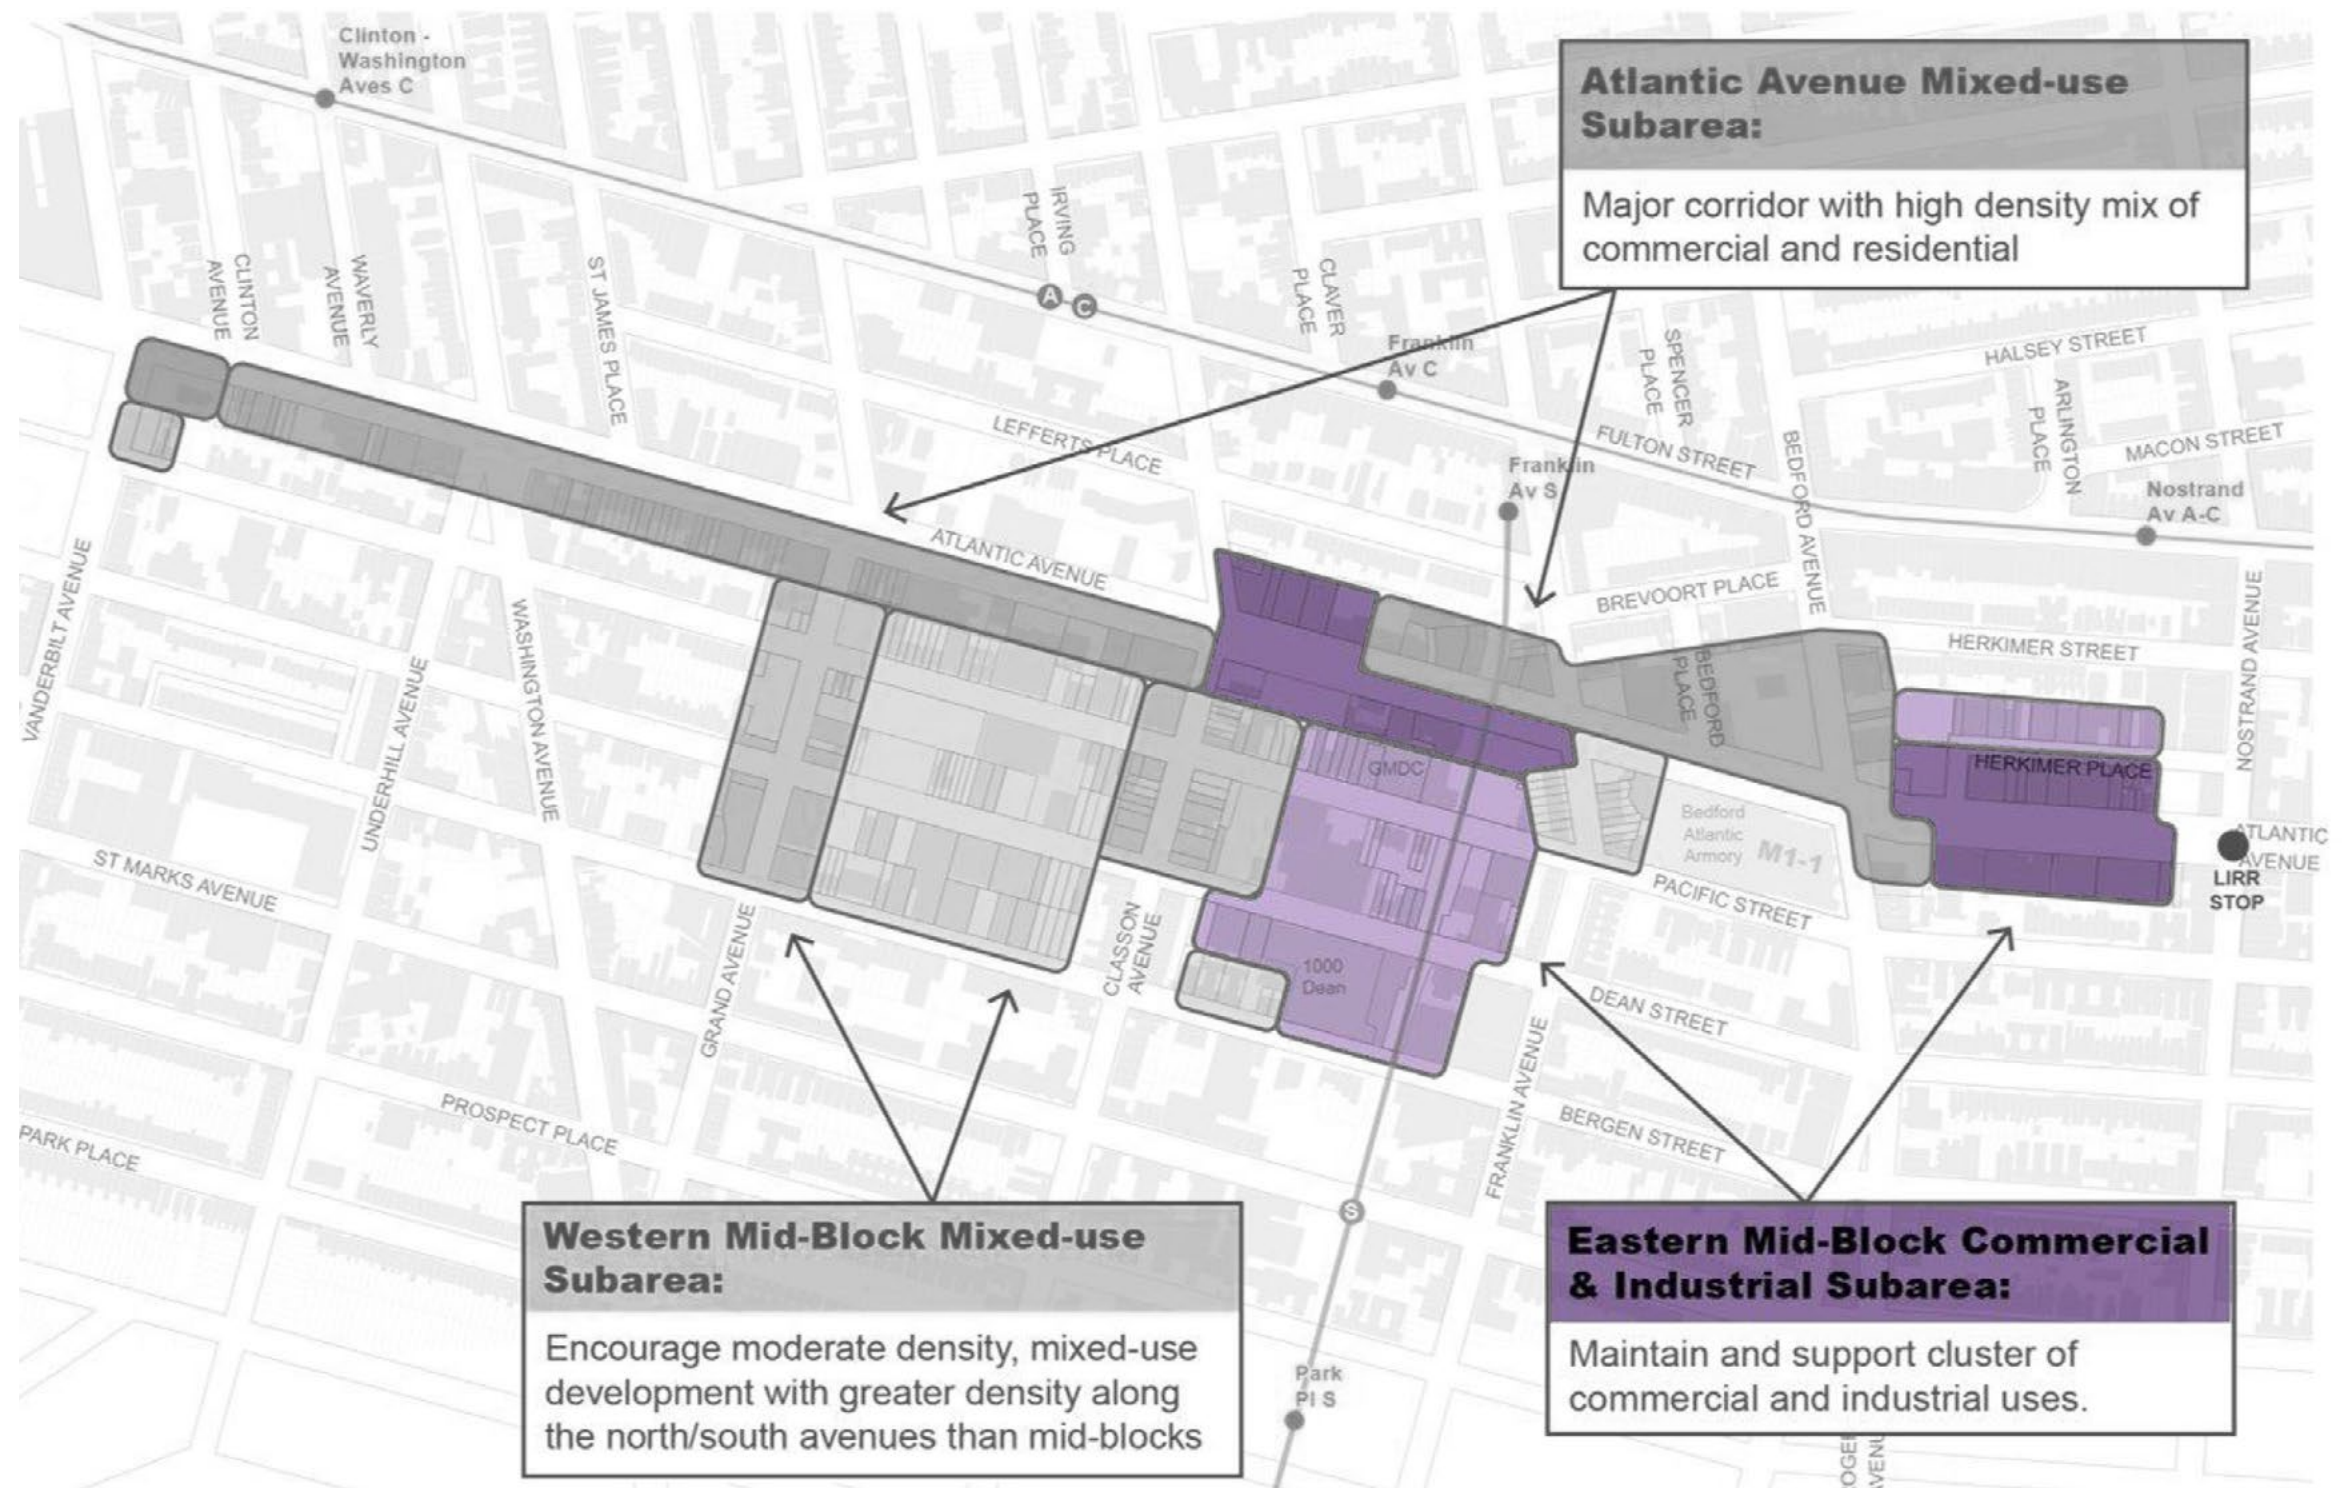 Clinton -
Washington
Aves C
Atlantic Avenue Mixed-use
Subarea:
Major corridor with high density mix of
commercial and residential
IRVING
PLACE
A
C
CLINTON
AVENUE
WAVERLY
AVENUE
ST JAMES PLACE
CLAVER
PLACE
Franklin
Av C
SPENCER
PLACE
HALSEY STREET
ARLINGTON
PLACE
MACON STREET
LEFFERTS PLACE
FULTON STREET
BEDFORD AVENUE
Franklin
Av S
Nostrand
Av A-C
ATLANTIC AVENUE
BREVOORT PLACE
HERKIMER STREET
NOSTRAND AVENUE
VANDERBILT AVENUE
UNDERHILL AVENUE
WASHINGTON AVENUE
BEDFORD
PLACE
HERKIMER PLACE
GMDC
Bedford
Atlantic
Armory
M1-1
ATLANTIC
AVENUE
LIRR
STOP
ST MARKS AVENUE
PACIFIC STREET
GRAND AVENUE
CLASSON
AVENUE
1000
Dean
DEAN STREET
FRANKLIN AVENUE
PROSPECT PLACE
BERGEN STREET
PARK PLACE
S
Western Mid-Block Mixed-use
Subarea:
Encourage moderate density, mixed-use
development with greater density along
the north/south avenues than mid-blocks
Eastern Mid-Block Commercial
& Industrial Subarea:
Maintain and support cluster of
commercial and industrial uses.
Park
Pl S